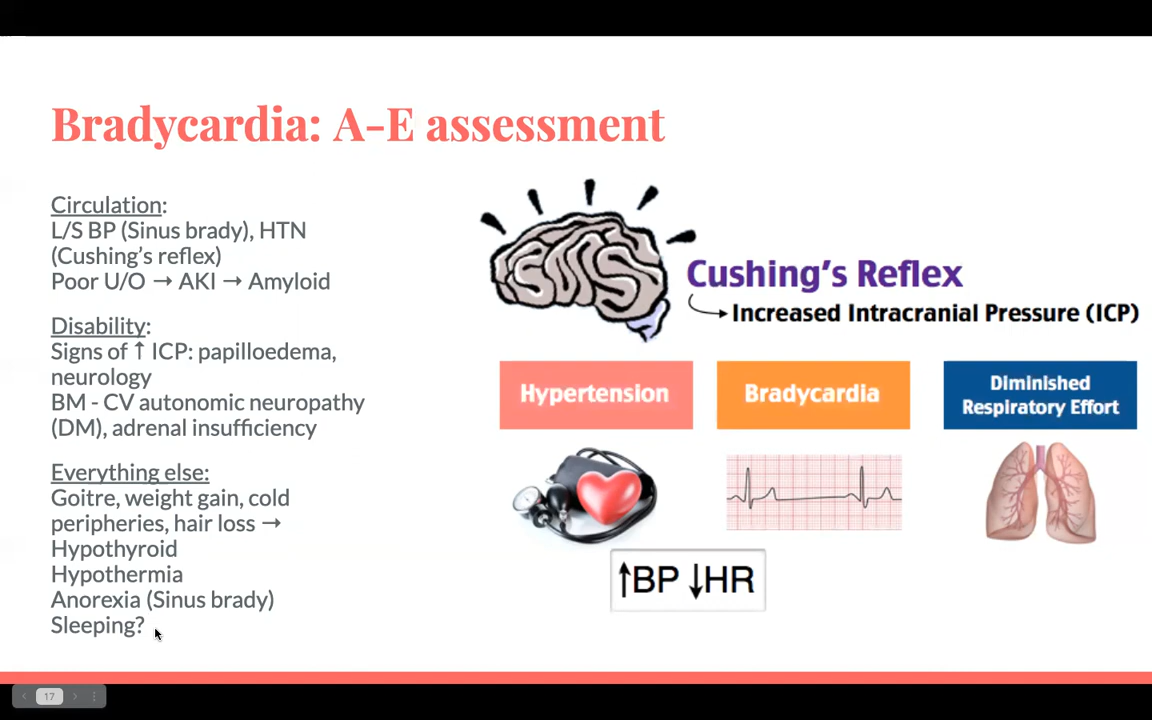 Bradycardia: A-E assessment
Circulation:
L/S BP (Sinus brady), HTN
(Cushing's reflex)
Poor U/O → AKI → Amyloid
Disability:
Signs of ↑ ICP: papilloedema,
neurology
BM - CV autonomic neuropathy
(DM), adrenal insufficiency
Everything else:
Goitre, weight gain, cold
peripheries, hair loss →
Hypothyroid
Hypothermia
Anorexia (Sinus brady)
Sleeping?
Cushing's Reflex
Increased Intracranial Pressure (ICP)
Hypertension
Bradycardia
Diminished
Respiratory Effort
↑BP ↓HR
17